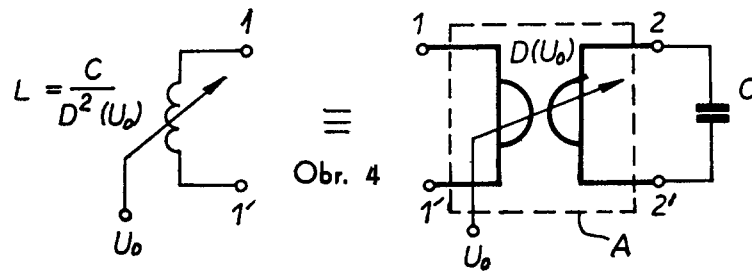 1
L = C / D² (U₀)
U₀
1′
≡
Obr. 4
1
D(U₀)
2
C
1′
2′
U₀
A